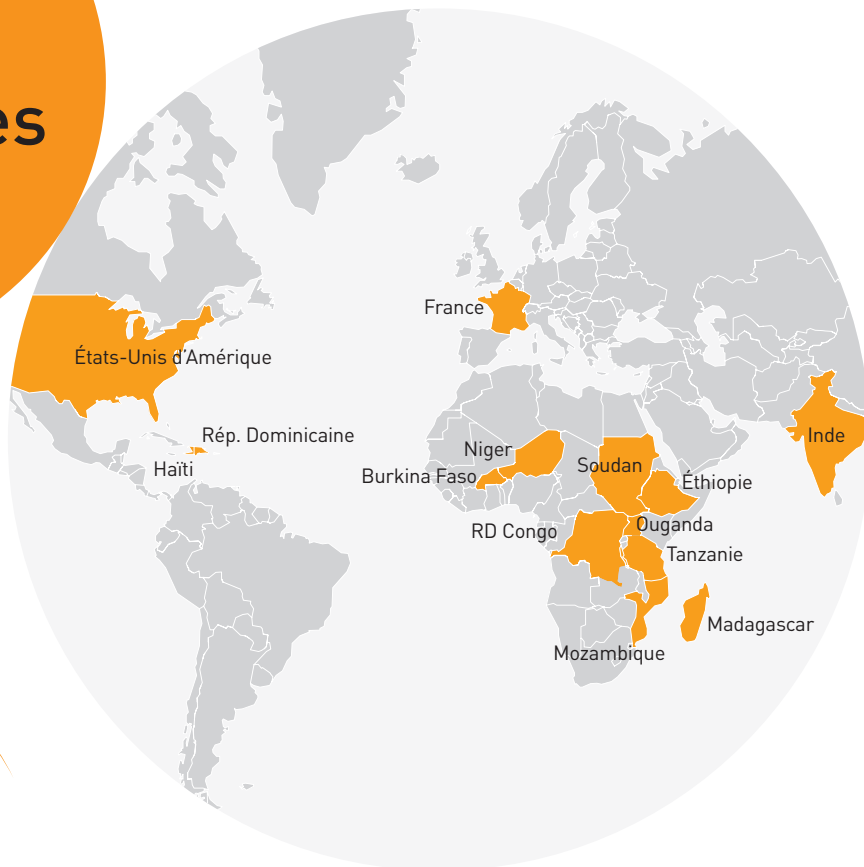 es
France
États-Unis d'Amérique
Rép. Dominicaine
Haïti
Niger
Burkina Faso
Soudan
Inde
Éthiopie
RD Congo
Ouganda
Tanzanie
Madagascar
Mozambique